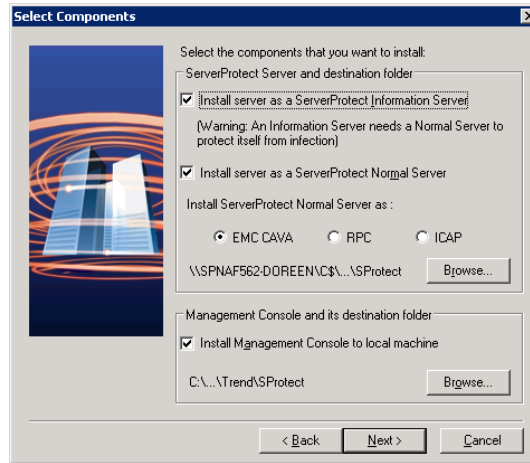 Select Components
Select the components that you want to install:
ServerProtect Server and destination folder
Install server as a ServerProtect Information Server
(Warning: An Information Server needs a Normal Server to
protect itself from infection)
Install server as a ServerProtect Normal Server
Install ServerProtect Normal Server as :
EMC CAVA RPC ICAP
\\SPNAF562-DOREEN\C$\...\SProtect Browse...
Management Console and its destination folder
Install Management Console to local machine
C:\...\Trend\SProtect Browse...
< Back Next > Cancel